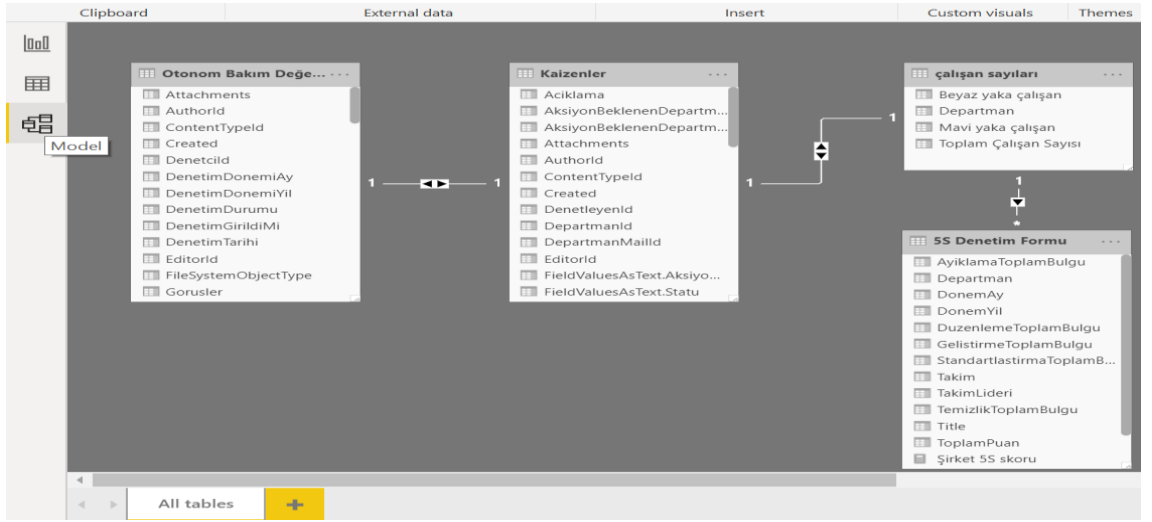 Clipboard External data Insert Custom visuals Themes
Model
Otonom Bakım Değe... ...
Attachments
AuthorId
ContentTypeId
Created
DenetciId
DenetimDonemiAy
DenetimDonemiYil
DenetimDurumu
DenetimGirildiMi
DenetimTarihi
EditorId
FileSystemObjectType
Gorusler
1
1
Kaizenler ...
Aciklama
AksiyonBeklenenDepartm...
AksiyonBeklenenDepartm...
Attachments
AuthorId
ContentTypeId
Created
DenetleyenId
DepartmanId
DepartmanMailId
EditorId
FieldValuesAsText.Aksiyo...
FieldValuesAsText.Statu
1
1
çalışan sayıları ...
Beyaz yaka çalışan
Departman
Mavi yaka çalışan
Toplam Çalışan Sayısı
1
*
5S Denetim Formu ...
AyiklamaToplamBulgu
Departman
DonemAy
DonemYil
DuzenlemeToplamBulgu
GelistirmeToplamBulgu
StandartlastirmaToplamB...
Takim
TakimLideri
TemizlikToplamBulgu
Title
ToplamPuan
Şirket 5S skoru
All tables +